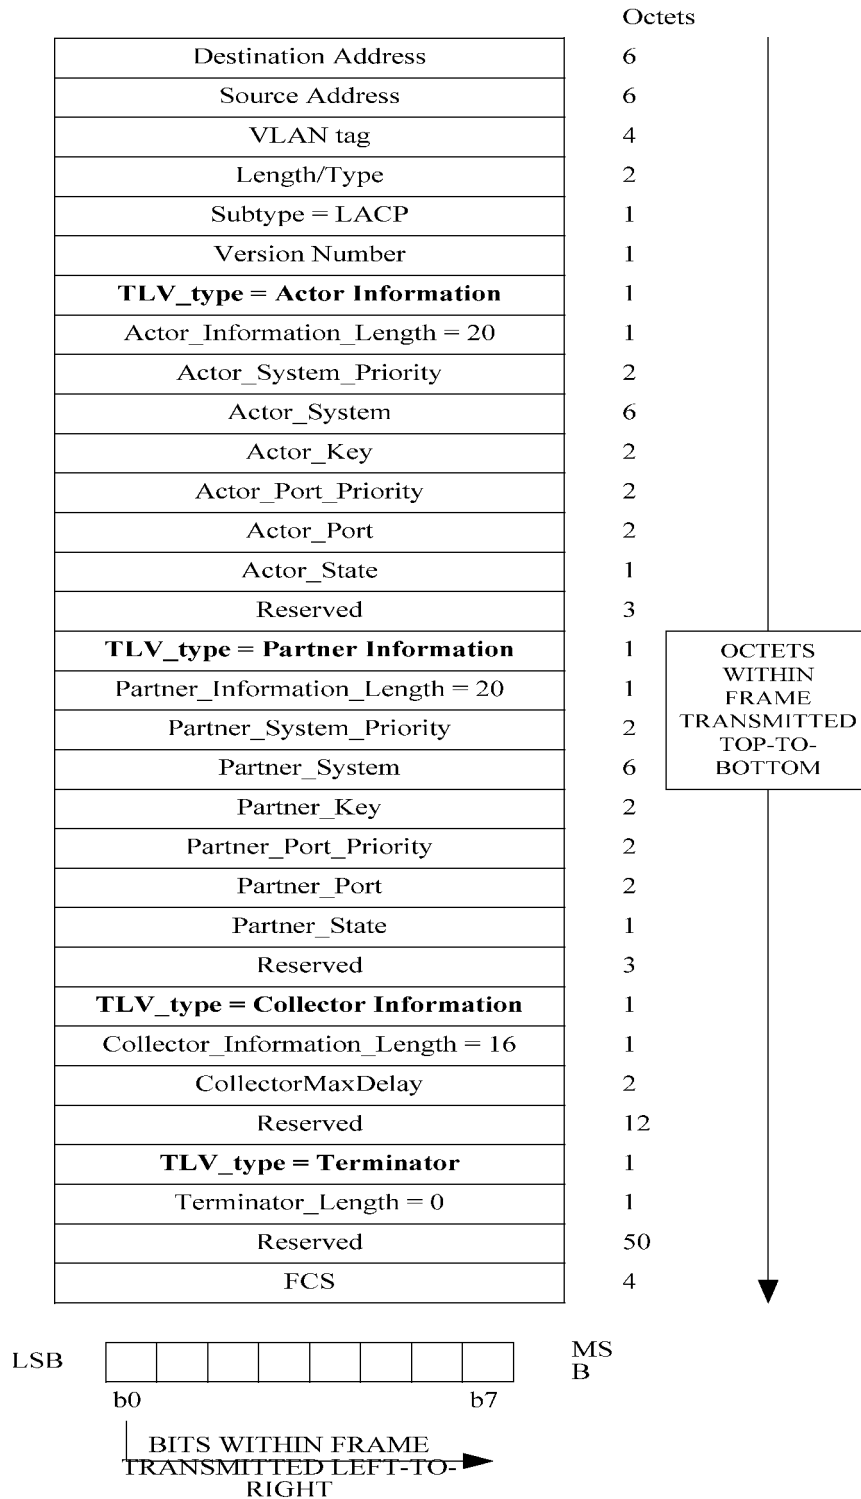 Octets
Destination Address 6
Source Address 6
VLAN tag 4
Length/Type 2
Subtype = LACP 1
Version Number 1
TLV_type = Actor Information 1
Actor_Information_Length = 20 1
Actor_System_Priority 2
Actor_System 6
Actor_Key 2
Actor_Port_Priority 2
Actor_Port 2
Actor_State 1
Reserved 3
TLV_type = Partner Information 1
Partner_Information_Length = 20 1
Partner_System_Priority 2
Partner_System 6
Partner_Key 2
Partner_Port_Priority 2
Partner_Port 2
Partner_State 1
Reserved 3
TLV_type = Collector Information 1
Collector_Information_Length = 16 1
CollectorMaxDelay 2
Reserved 12
TLV_type = Terminator 1
Terminator_Length = 0 1
Reserved 50
FCS 4
OCTETS
WITHIN
FRAME
TRANSMITTED
TOP-TO-
BOTTOM
LSB
MS
B
b0 b7
BITS WITHIN FRAME
TRANSMITTED LEFT-TO-
RIGHT